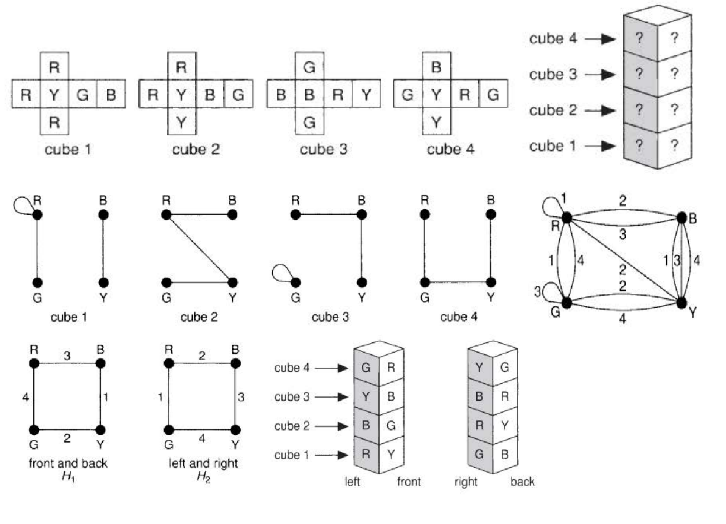 R
R Y G B
R
cube 1
R
R Y B G
Y
cube 2
G
B B R Y
G
cube 3
B
G Y R G
Y
cube 4
cube 4 ? ?
cube 3 ? ?
cube 2 ? ?
cube 1 ? ?
R B
G Y
cube 1
R B
G Y
cube 2
R B
G Y
cube 3
R B
G Y
cube 4
1 2
R B
3
1 4 2 1 3 4
3 2
G Y
4
R 3 B
4 1
G 2 Y
front and back
H1
R 2 B
1 3
G 4 Y
left and right
H2
cube 4 G R
cube 3 Y B
cube 2 B G
cube 1 R Y
left front
Y G
B R
R Y
G B
right back